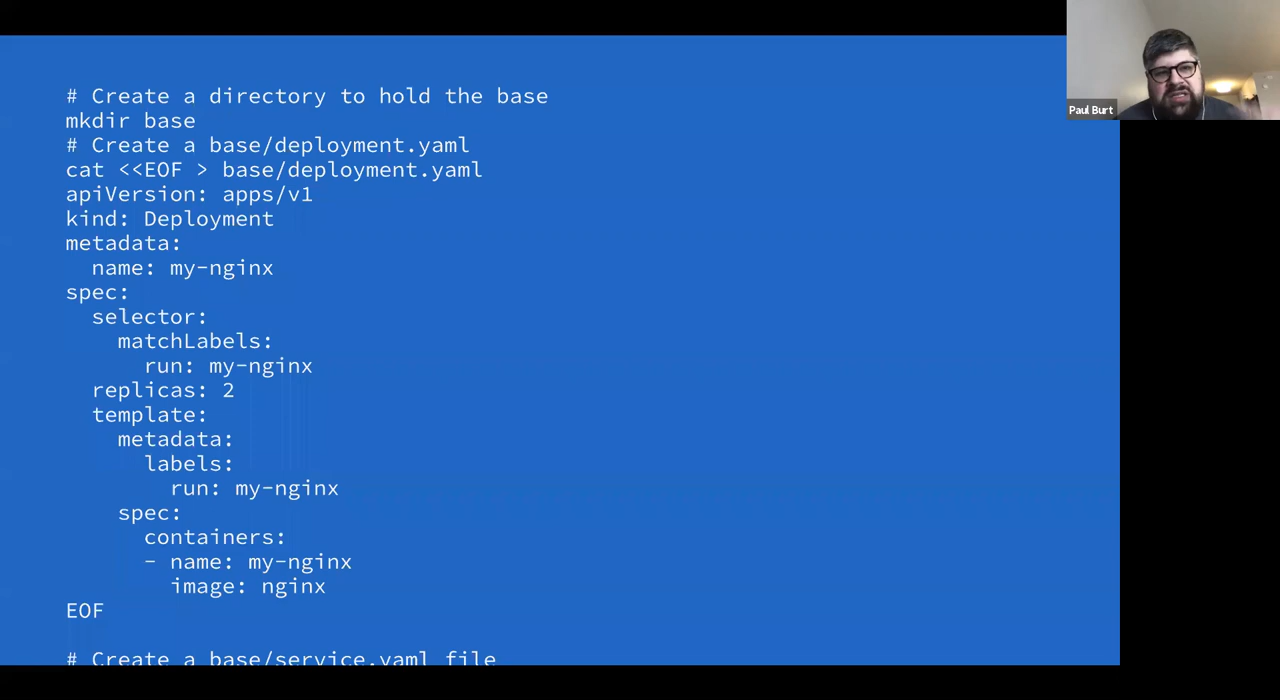 # Create a directory to hold the base
mkdir base
# Create a base/deployment.yaml
cat <<EOF > base/deployment.yaml
apiVersion: apps/v1
kind: Deployment
metadata:
  name: my-nginx
spec:
  selector:
    matchLabels:
      run: my-nginx
  replicas: 2
  template:
    metadata:
      labels:
        run: my-nginx
    spec:
      containers:
      - name: my-nginx
        image: nginx
EOF
# Create a base/service.yaml file
Paul Burt